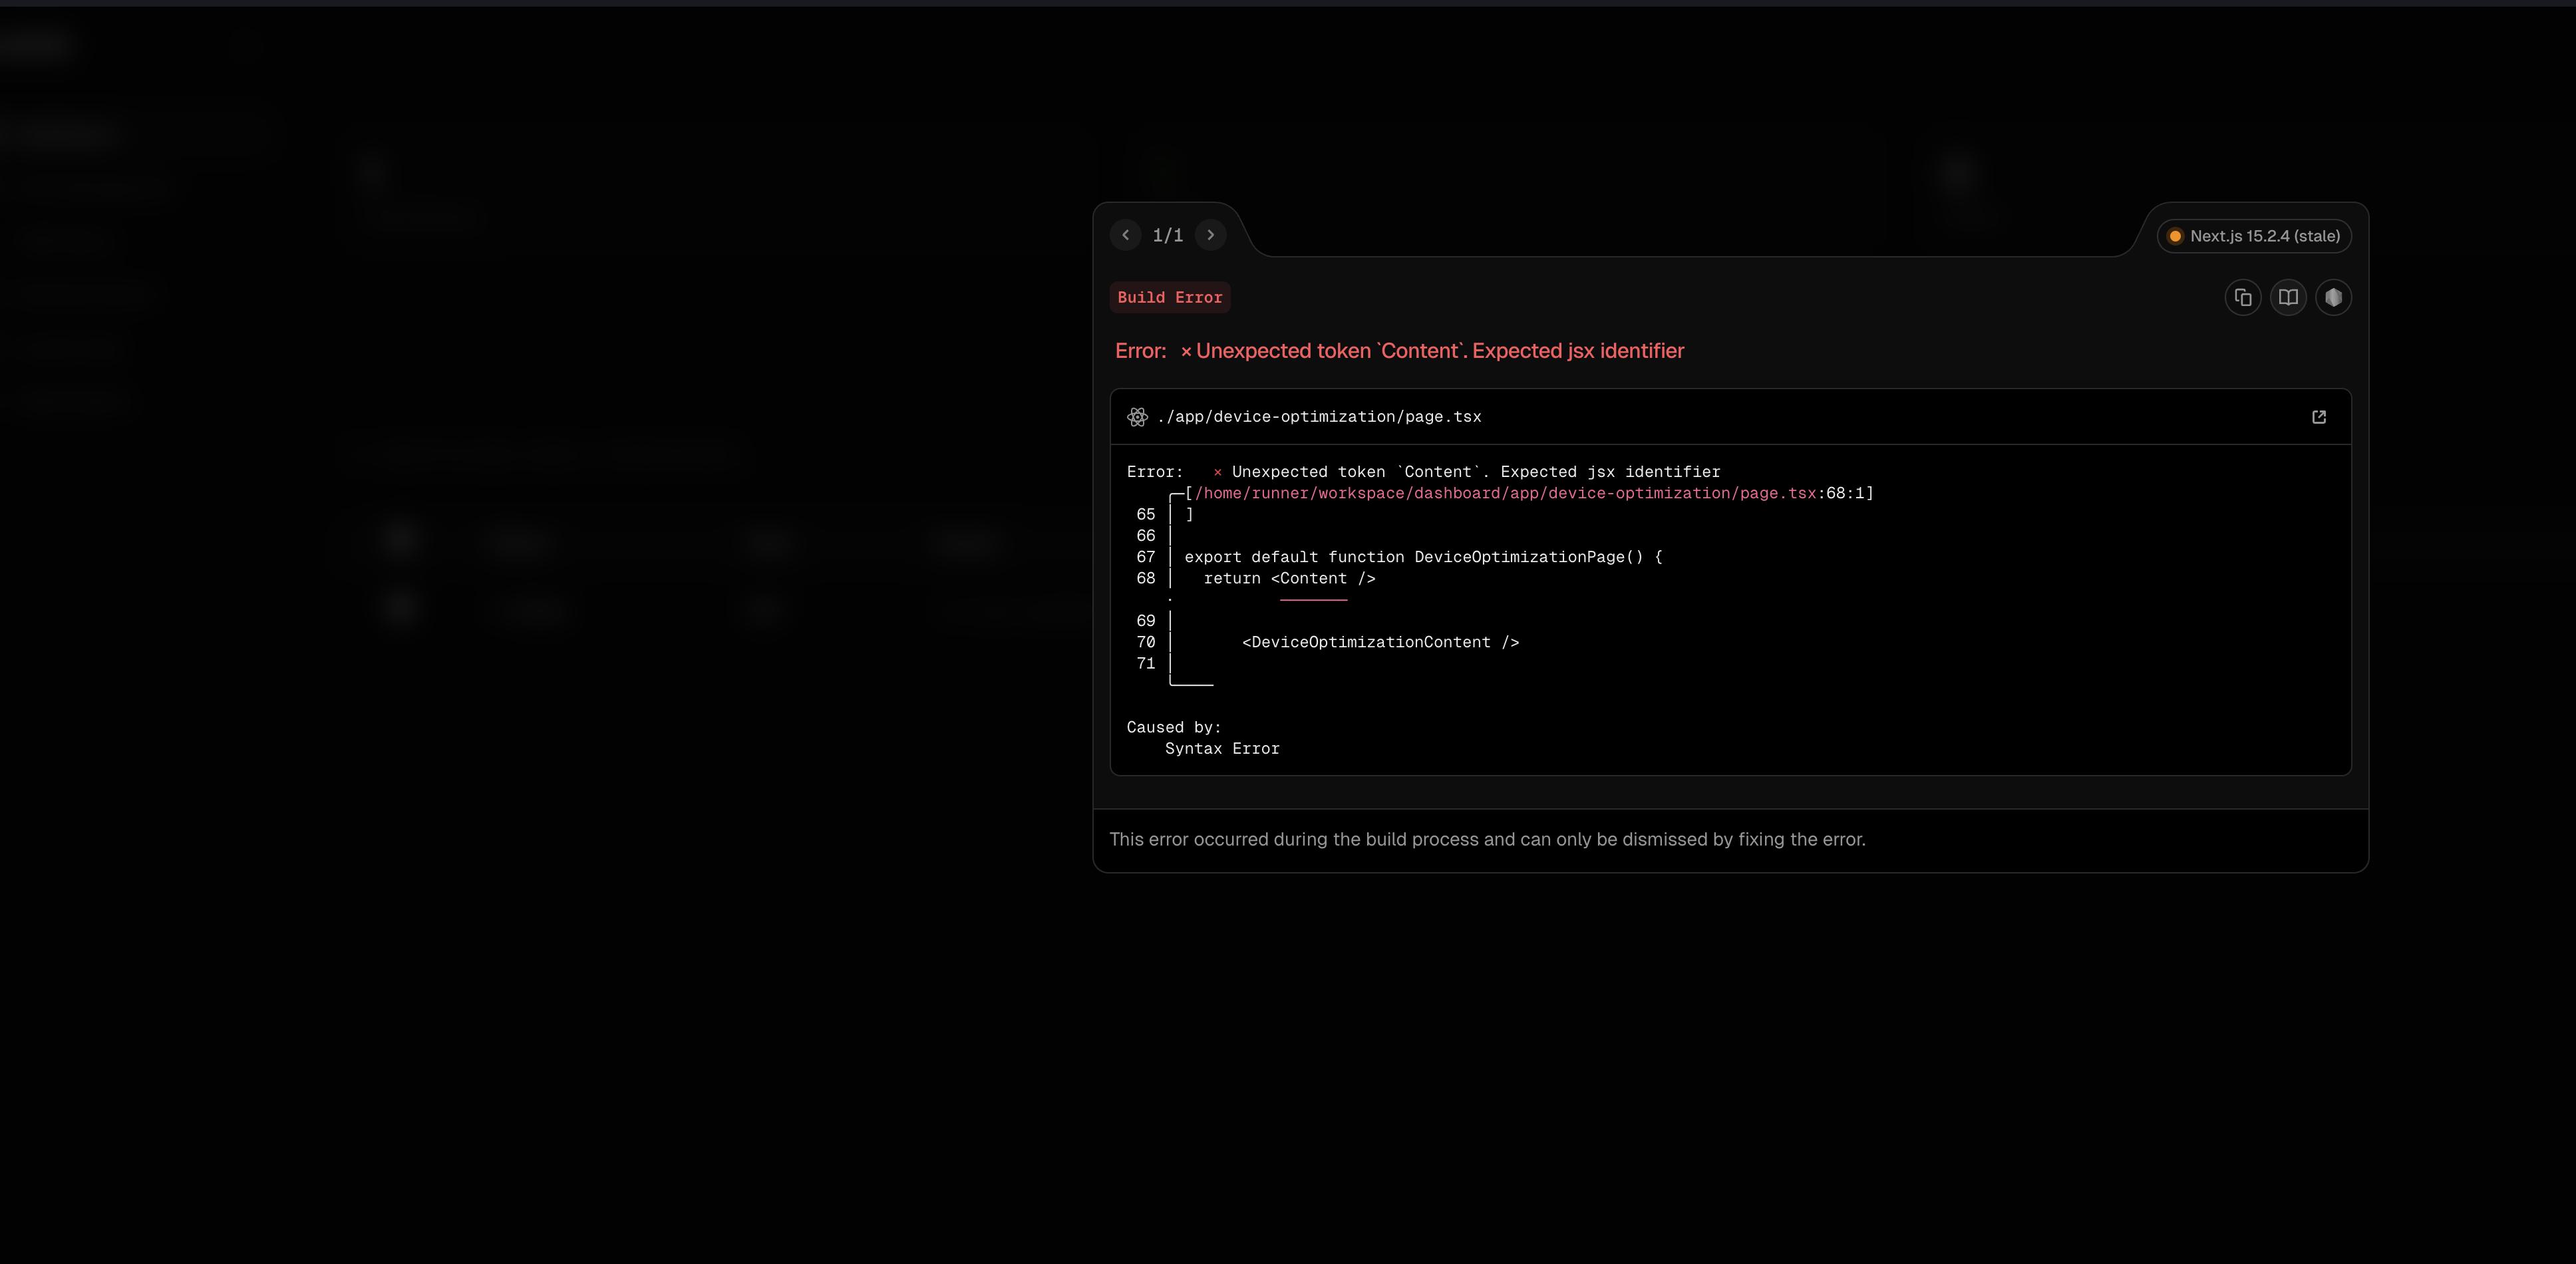 1/1
Next.js 15.2.4 (stale)
Build Error
Error: × Unexpected token `Content`. Expected jsx identifier
./app/device-optimization/page.tsx
Error:   × Unexpected token `Content`. Expected jsx identifier
╭─[/home/runner/workspace/dashboard/app/device-optimization/page.tsx:68:1]
65 │ ]
66 │
67 │ export default function DeviceOptimizationPage() {
68 │   return <Content />
·           ───────
69 │
70 │       <DeviceOptimizationContent />
71 │
╰────
Caused by:
Syntax Error
This error occurred during the build process and can only be dismissed by fixing the error.